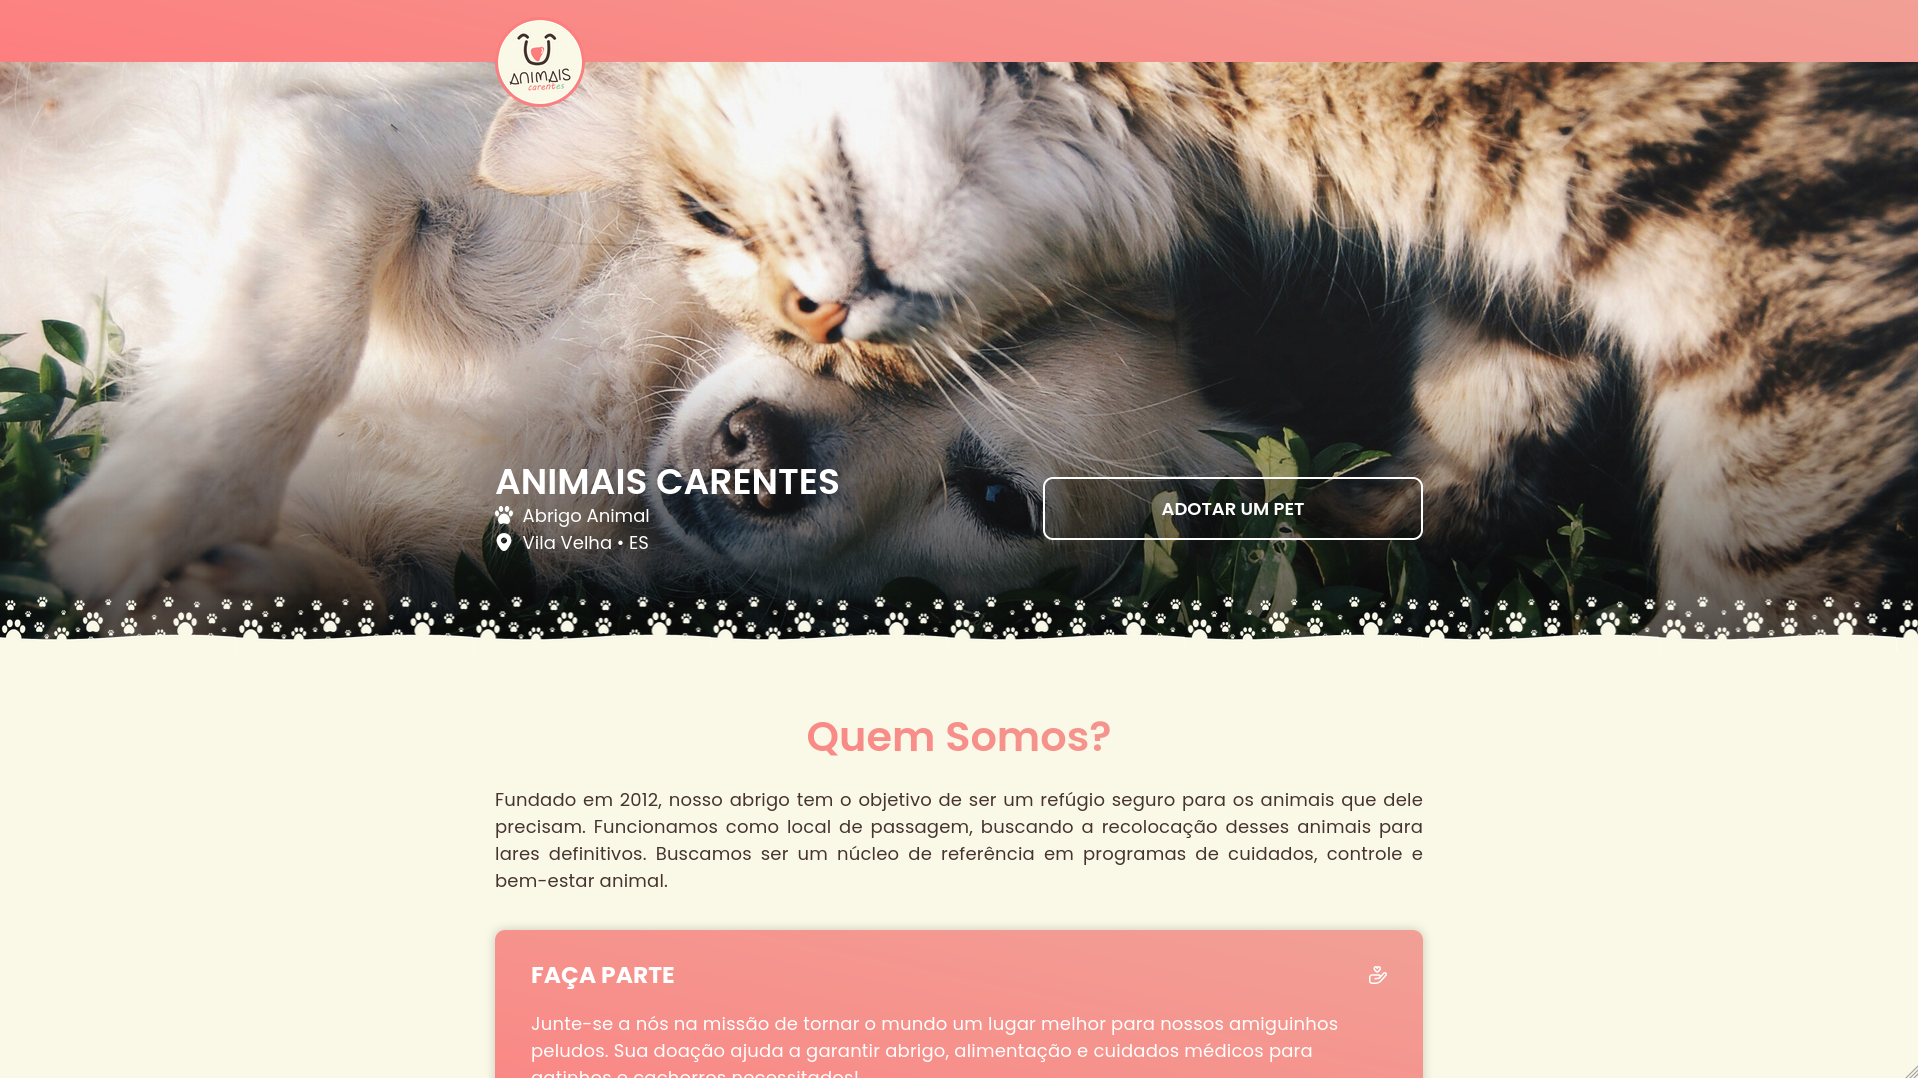 ANIMAIS
carentes
ANIMAIS CARENTES
Abrigo Animal
Vila Velha • ES
ADOTAR UM PET
Quem Somos?
Fundado em 2012, nosso abrigo tem o objetivo de ser um refúgio seguro para os animais que dele
precisam. Funcionamos como local de passagem, buscando a recolocação desses animais para
lares definitivos. Buscamos ser um núcleo de referência em programas de cuidados, controle e
bem-estar animal.
FAÇA PARTE
Junte-se a nós na missão de tornar o mundo um lugar melhor para nossos amiguinhos
peludos. Sua doação ajuda a garantir abrigo, alimentação e cuidados médicos para
gatinhos e cachorros necessitados!